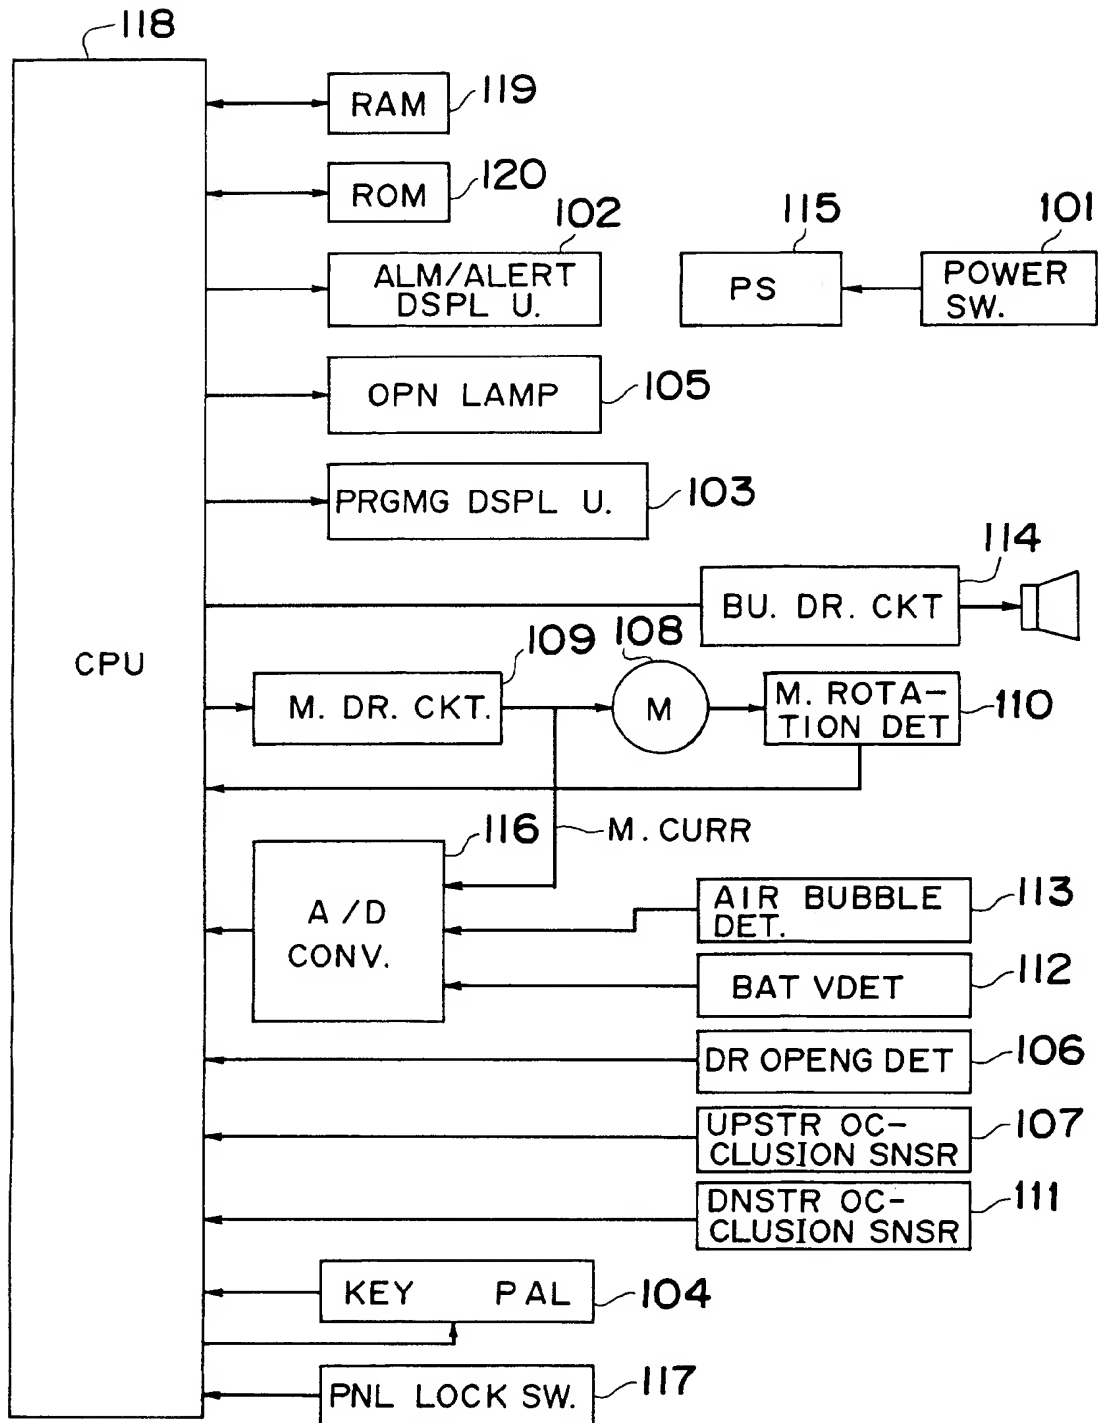 118
RAM
119
ROM
120
102
ALM/ALERT
DSPL U.
115
PS
101
POWER
SW.
OPN LAMP
105
PRGMG DSPL U.
103
114
BU. DR. CKT
CPU
109
M. DR. CKT.
108
M
M. ROTA-
TION DET
110
116
M. CURR
A/D
CONV.
AIR BUBBLE
DET.
113
BAT VDET
112
DR OPENG DET
106
UPSTR OC-
CLUSION SNSR
107
DNSTR OC-
CLUSION SNSR
111
KEY PAL
104
PNL LOCK SW.
117